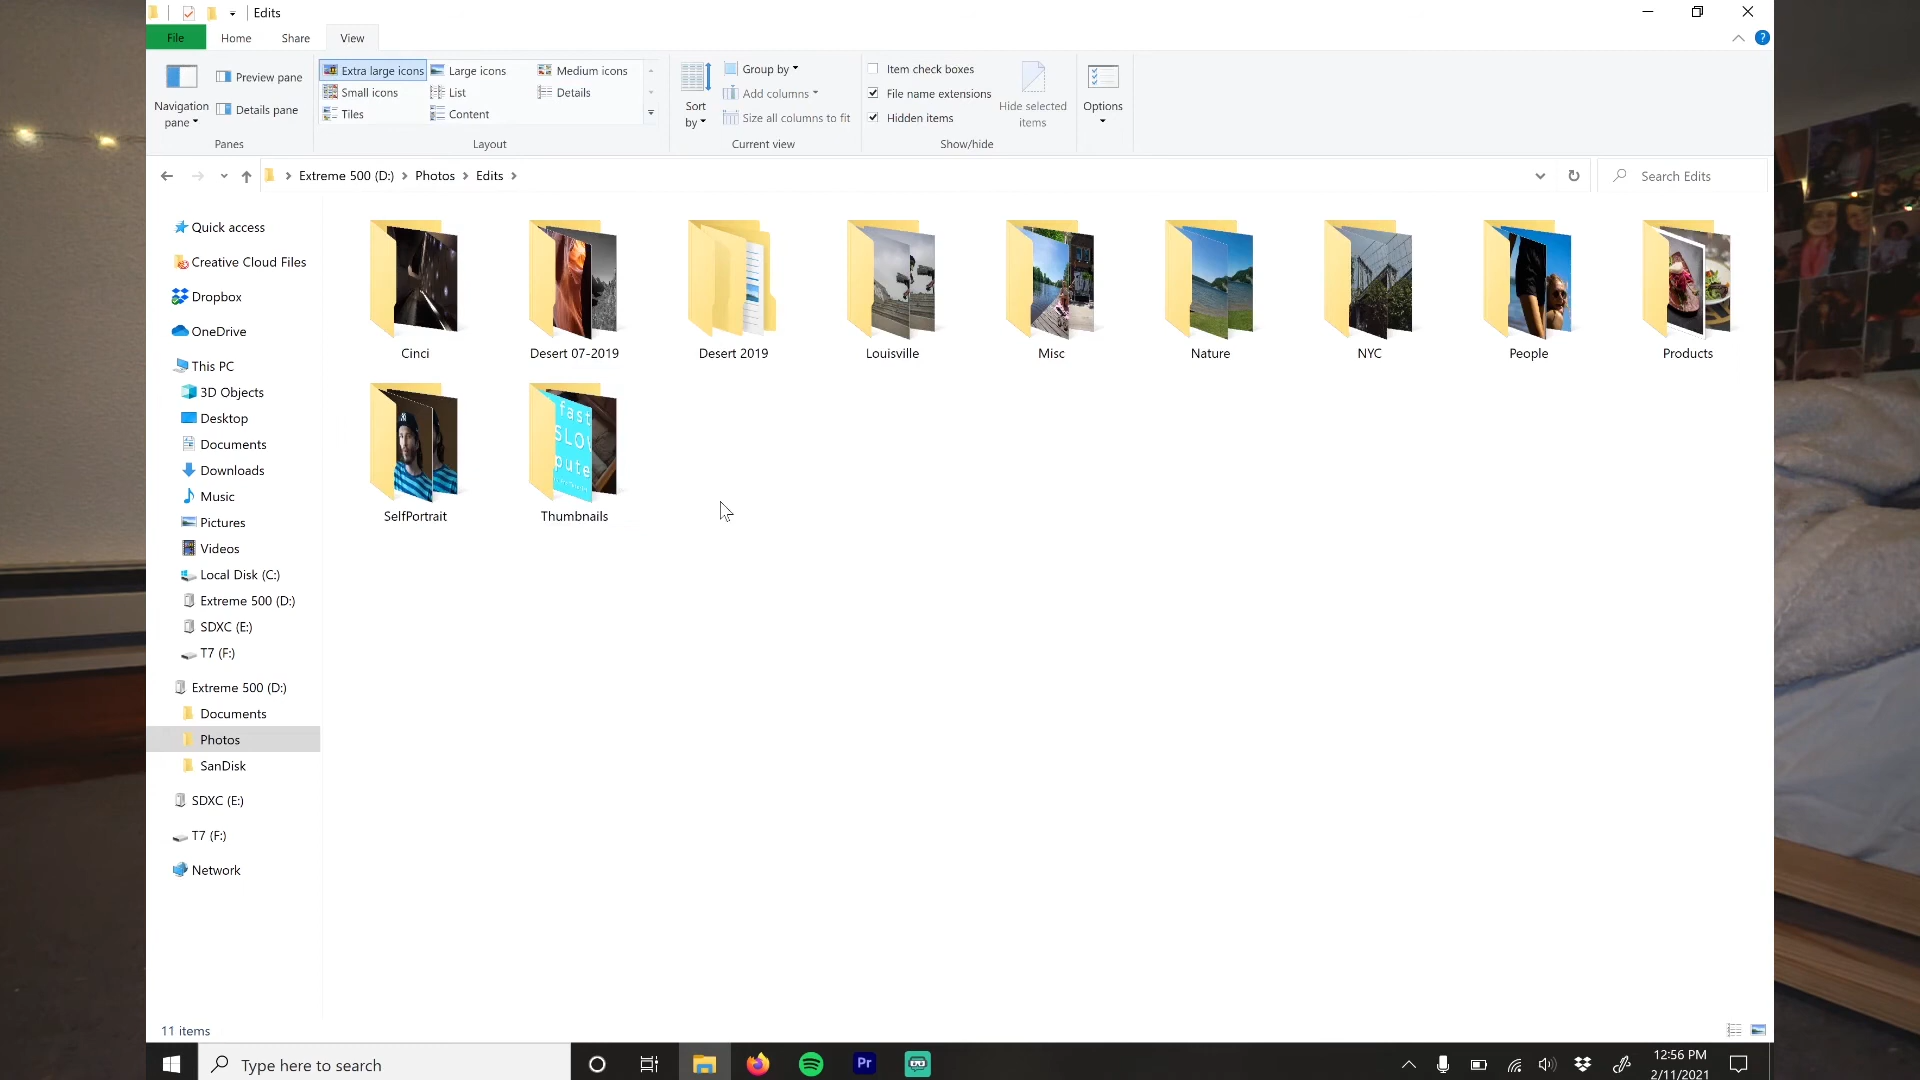 Edits
File Home Share View
Navigation pane
Preview pane
Details pane
Panes
Extra large icons Large icons Medium icons
Small icons List Details
Tiles Content
Layout
Sort by
Group by
Add columns
Size all columns to fit
Current view
Item check boxes
File name extensions
Hidden items
Hide selected items
Show/hide
Options
Extreme 500 (D:) Photos Edits
Search Edits
Quick access
Creative Cloud Files
Dropbox
OneDrive
This PC
3D Objects
Desktop
Documents
Downloads
Music
Pictures
Videos
Local Disk (C:)
Extreme 500 (D:)
SDXC (E:)
T7 (F:)
Extreme 500 (D:)
Documents
Photos
SanDisk
SDXC (E:)
T7 (F:)
Network
Cinci Desert 07-2019 Desert 2019 Louisville Misc Nature NYC People Products
fast
SLO
pute
SelfPortrait Thumbnails
11 items
Type here to search
Pr
12:56 PM
2/11/2021